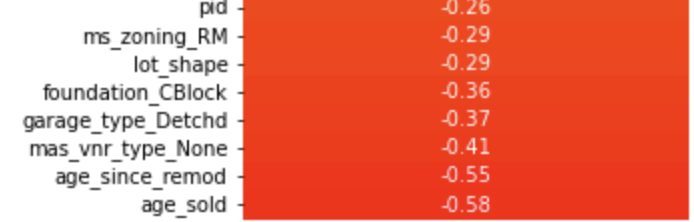 pid -0.26
ms_zoning_RM -0.29
lot_shape -0.29
foundation_CBlock -0.36
garage_type_Detchd -0.37
mas_vnr_type_None -0.41
age_since_remod -0.55
age_sold -0.58